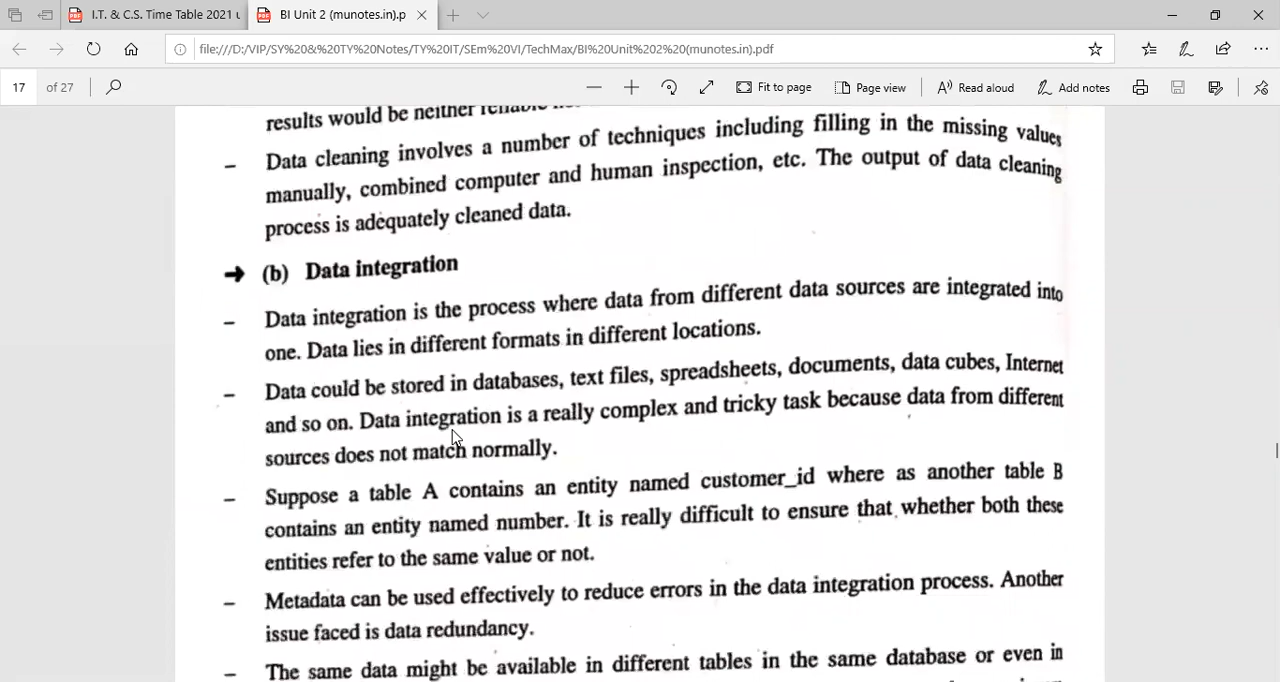 I.T. & C.S. Time Table 2021 u
BI Unit 2 (munotes.in).p
file:///D:/VIP/SY%20&%20TY%20Notes/TY%20IT/SEm%20VI/TechMax/BI%20Unit%202%20(munotes.in).pdf
17 of 27
Fit to page
Page view
Read aloud
Add notes
results would be neither
– Data cleaning involves a number of techniques including filling in the missing values
manually, combined computer and human inspection, etc. The output of data cleaning
process is adequately cleaned data.
➜ (b) Data integration
– Data integration is the process where data from different data sources are integrated into
one. Data lies in different formats in different locations.
– Data could be stored in databases, text files, spreadsheets, documents, data cubes, Internet
and so on. Data integration is a really complex and tricky task because data from different
sources does not match normally.
– Suppose a table A contains an entity named customer_id where as another table B
contains an entity named number. It is really difficult to ensure that whether both these
entities refer to the same value or not.
– Metadata can be used effectively to reduce errors in the data integration process. Another
issue faced is data redundancy.
– The same data might be available in different tables in the same database or even in